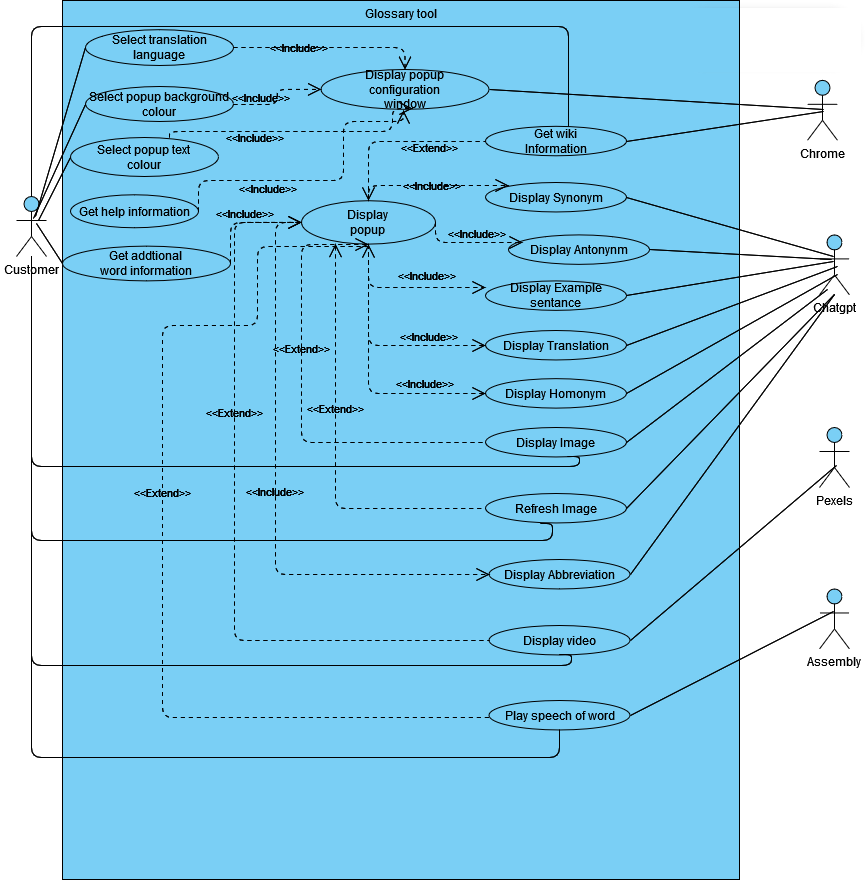 Glossary tool
Select translation
language
<<Include>>
Display popup
configuration
window
Select popup background
colour
<<Include>>
Chrome
Select popup text
colour
<<Include>>
Get wiki
Information
<<Extend>>
<<Include>>
<<Include>>
Display Synonym
Get help information
<<Include>>
Display
popup
<<Include>>
Display Antonynm
Customer
Get addtional
word information
<<Include>>
Display Example
sentance
Chatgpt
<<Include>>
Display Translation
<<Extend>>
<<Include>>
Display Homonym
<<Extend>>
<<Extend>>
Display Image
<<Extend>>
<<Include>>
Pexels
Refresh Image
Display Abbreviation
Display video
Assembly
Play speech of word